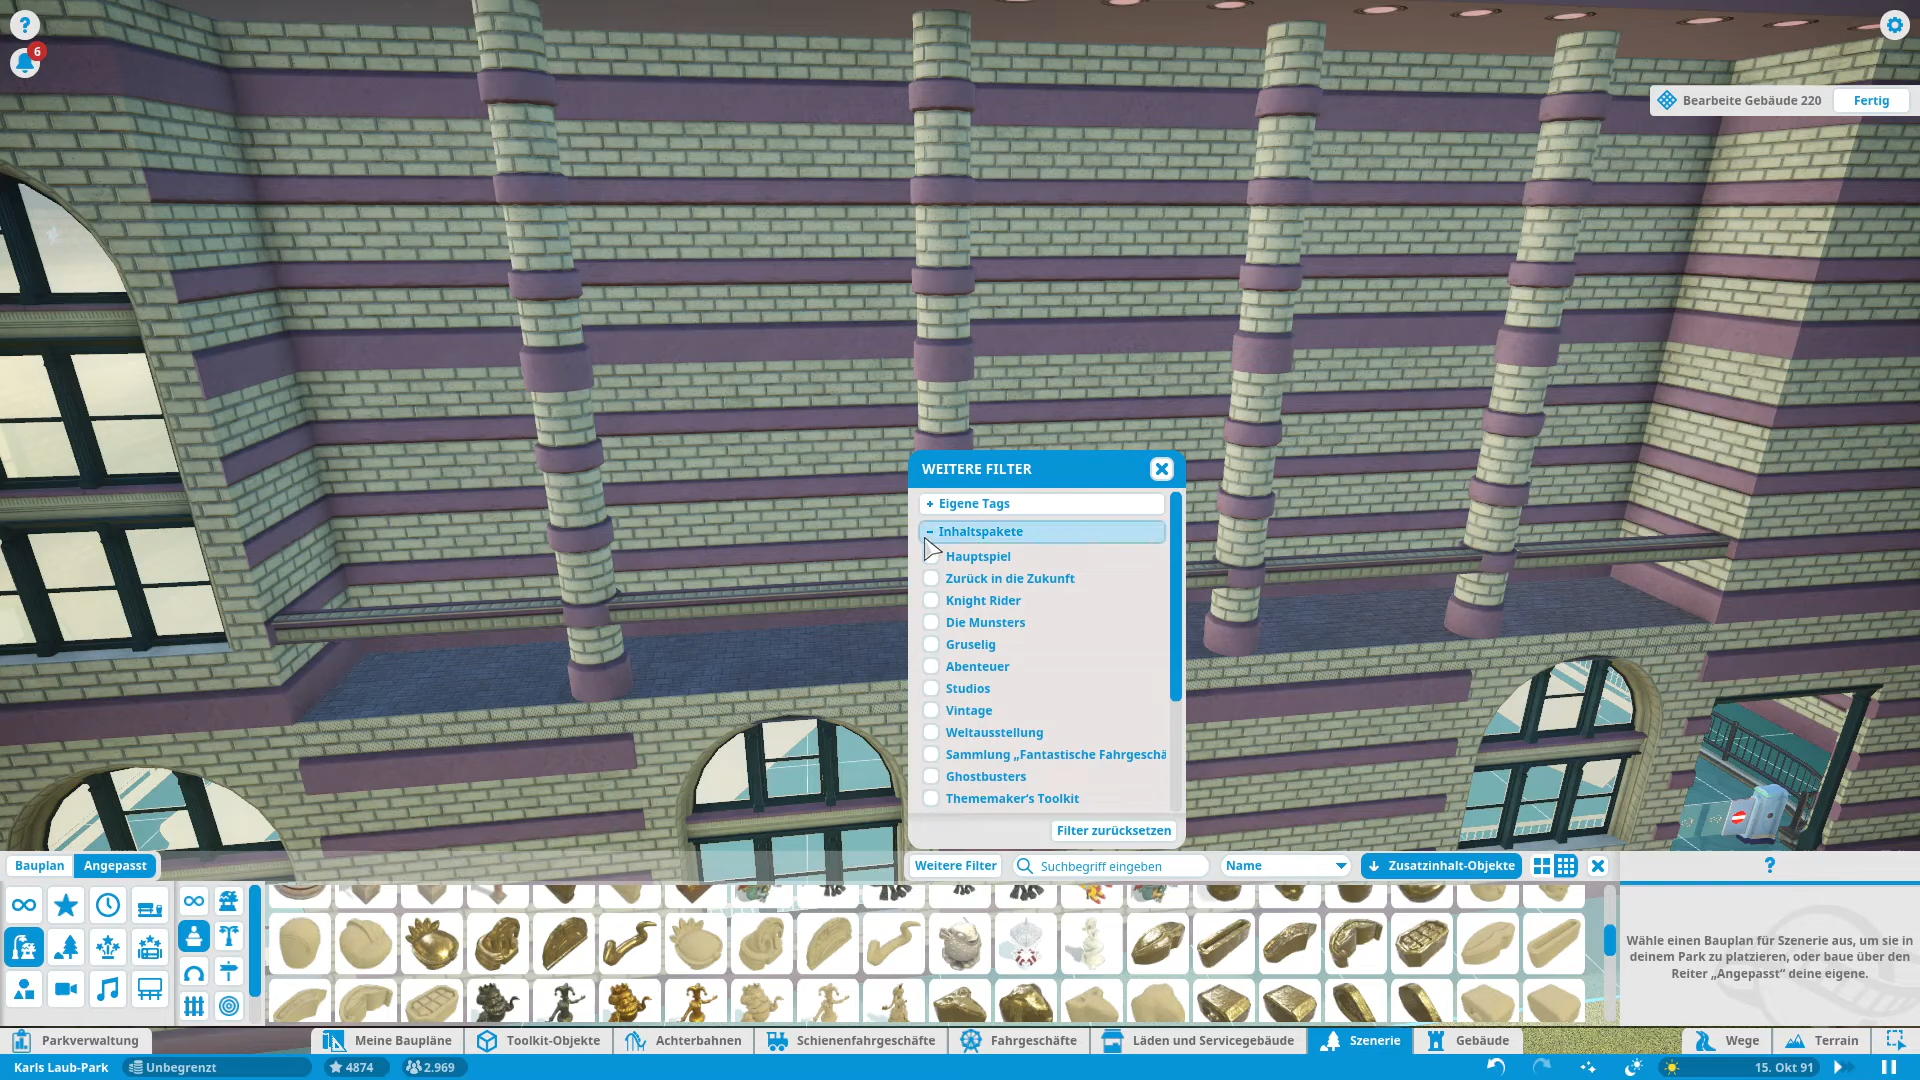 ?
6
Bearbeite Gebäude 220
Fertig
WEITERE FILTER
+ Eigene Tags
- Inhaltspakete
Hauptspiel
Zurück in die Zukunft
Knight Rider
Die Munsters
Gruselig
Abenteuer
Studios
Vintage
Weltausstellung
Sammlung „Fantastische Fahrgeschä
Ghostbusters
Thememaker's Toolkit
Filter zurücksetzen
Bauplan
Angepasst
Weitere Filter
Suchbegriff eingeben
Name
Zusatzinhalt-Objekte
?
Wähle einen Bauplan für Szenerie aus, um sie in
deinem Park zu platzieren, oder baue über den
Reiter „Angepasst" deine eigene.
Parkverwaltung
Meine Baupläne
Toolkit-Objekte
Achterbahnen
Schienenfahrgeschäfte
Fahrgeschäfte
Läden und Servicegebäude
Szenerie
Gebäude
Wege
Terrain
Karls Laub-Park
Unbegrenzt
4874
2.969
15. Okt 91